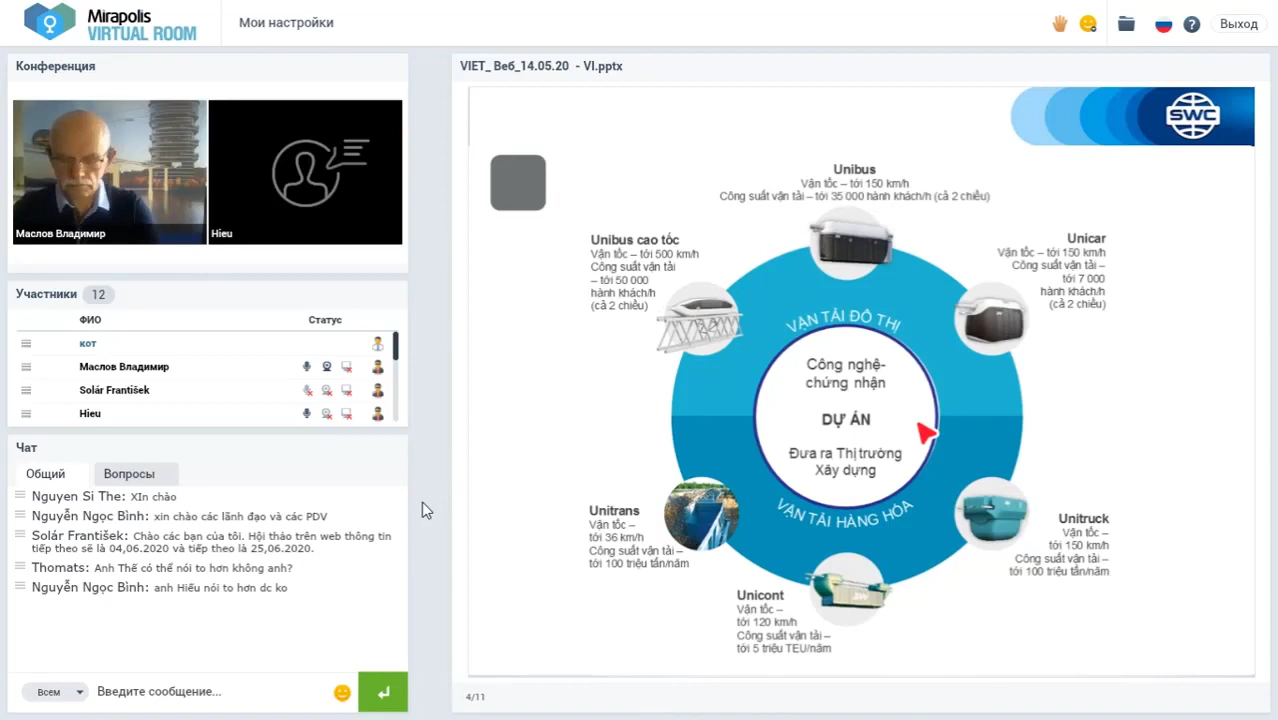 Mirapolis
VIRTUAL ROOM
Мои настройки
Выход
Конференция
Маслов Владимир
Hieu
Участники 12
ФИО Статус
кот
Маслов Владимир
Solár František
Hieu
Чат
Общий Вопросы
Nguyen Si The: XIn chào
Nguyễn Ngọc Bình: xin chào các lãnh đạo và các PDV
Solár František: Chào các bạn của tôi. Hội thảo trên web thông tin
tiếp theo sẽ là 04,06.2020 và tiếp theo là 25,06.2020.
Thomats: Anh Thế có thể nói to hơn không anh?
Nguyễn Ngọc Bình: anh Hiếu nói to hơn dc ko
Всем Введите сообщение...
VIET_ Веб_14.05.20 - VI.pptx
SWC
Unibus
Vận tốc – tới 150 km/h
Công suất vận tải – tới 35 000 hành khách/h (cả 2 chiều)
Unibus cao tốc
Vận tốc – tới 500 km/h
Công suất vận tải
– tới 50 000
hành khách/h
(cả 2 chiều)
Unicar
Vận tốc – tới 150 km/h
Công suất vận tải –
tới 7 000
hành khách/h
(cả 2 chiều)
VẬN TẢI ĐÔ THỊ
Công nghệ-
chứng nhận
DỰ ÁN
Đưa ra Thị trường
Xây dựng
VẬN TẢI HÀNG HÓA
Unitrans
Vận tốc –
tới 36 km/h
Công suất vận tải –
tới 100 triệu tấn/năm
Unitruck
Vận tốc –
tới 150 km/h
Công suất vận tải –
tới 100 triệu tấn/năm
Unicont
Vận tốc –
tới 120 km/h
Công suất vận tải –
tới 5 triệu TEU/năm
4/11